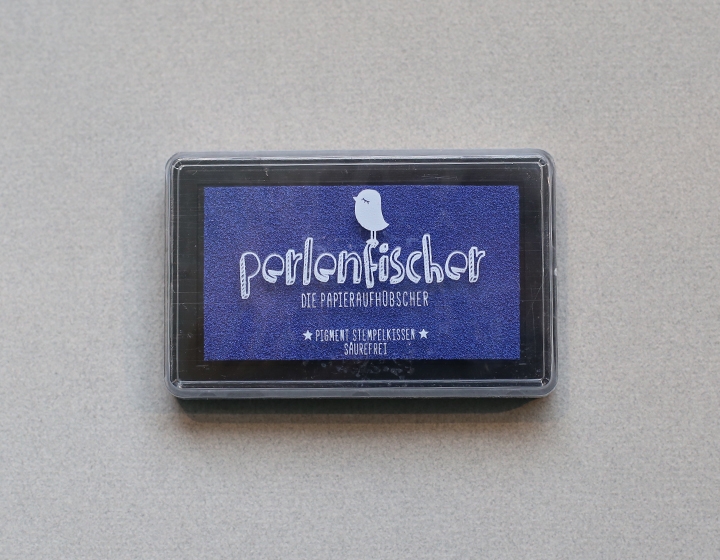 perlenfischer
DIE PAPIERAUFHÜBSCHER
★ PIGMENT STEMPELKISSEN ★
SÄUREFREI